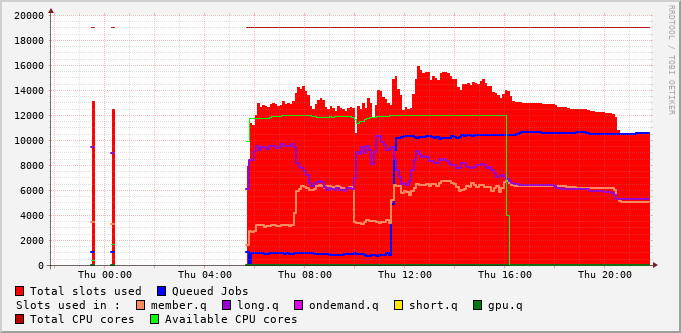 20000
18000
16000
14000
12000
10000
8000
6000
4000
2000
0
Thu 00:00 Thu 04:00 Thu 08:00 Thu 12:00 Thu 16:00 Thu 20:00
RRDTOOL / TOBI OETIKER
Total slots used Queued Jobs
Slots used in : member.q long.q ondemand.q short.q gpu.q
Total CPU cores Available CPU cores